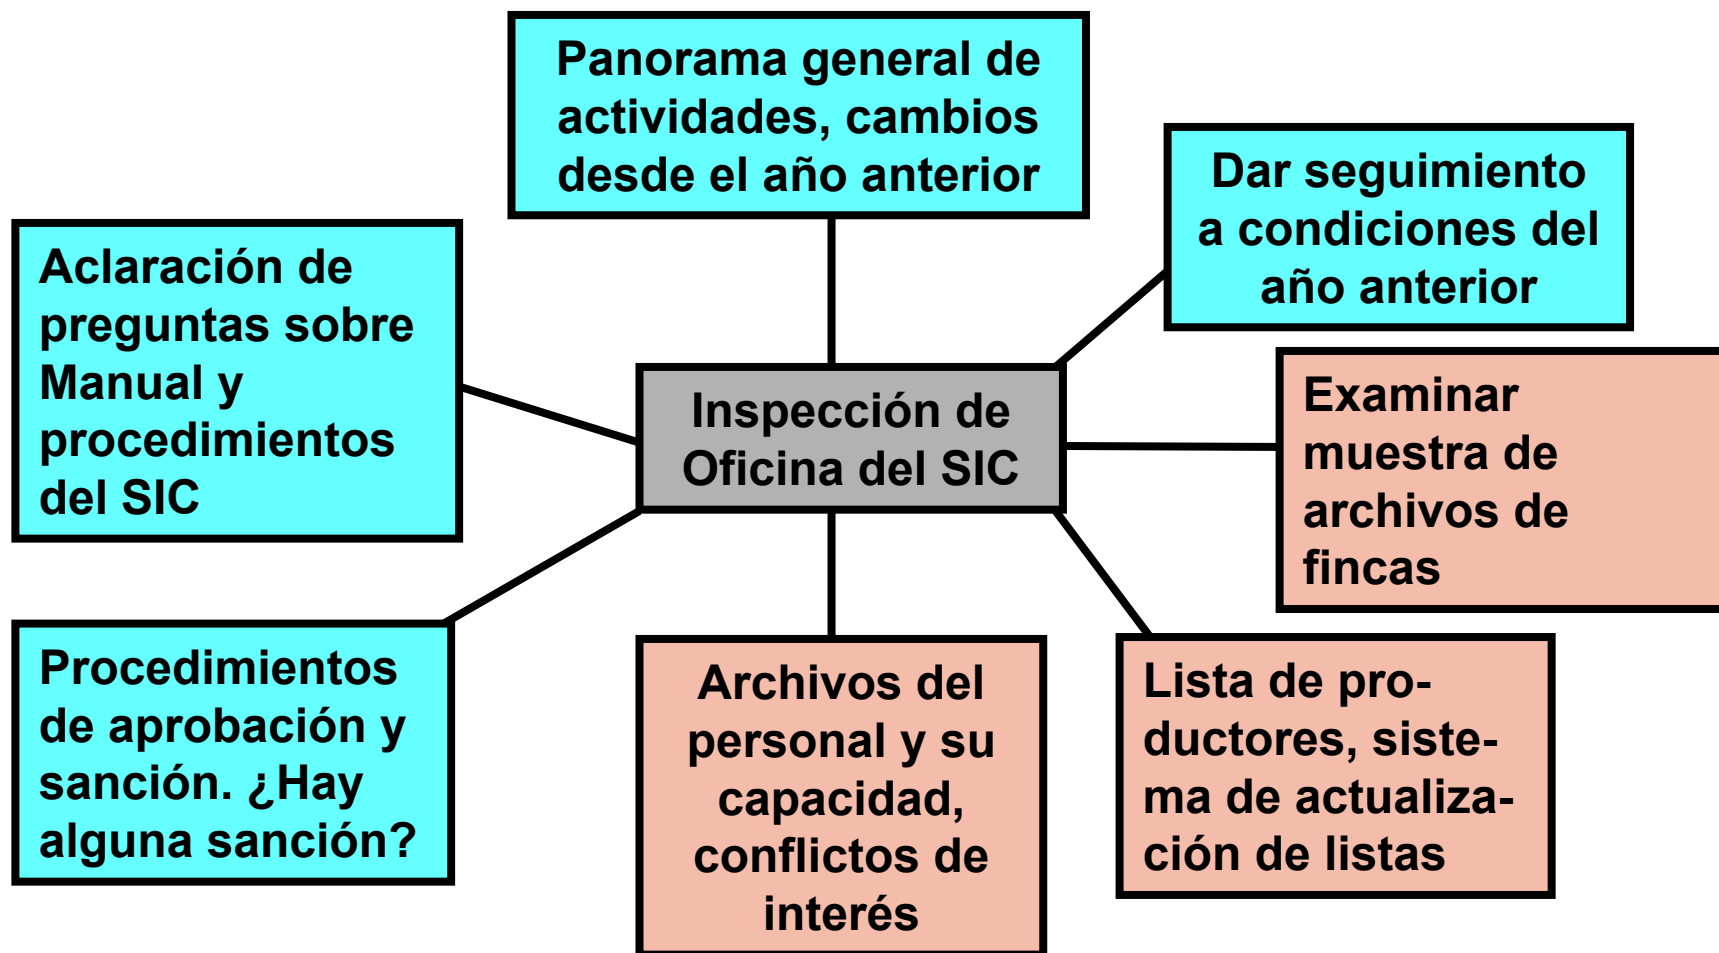 Panorama general de
actividades, cambios
desde el año anterior
Dar seguimiento
a condiciones del
año anterior
Aclaración de
preguntas sobre
Manual y
procedimientos
del SIC
Inspección de
Oficina del SIC
Examinar
muestra de
archivos de
fincas
Procedimientos
de aprobación y
sanción. ¿Hay
alguna sanción?
Archivos del
personal y su
capacidad,
conflictos de
interés
Lista de pro-
ductores, siste-
ma de actualiza-
ción de listas